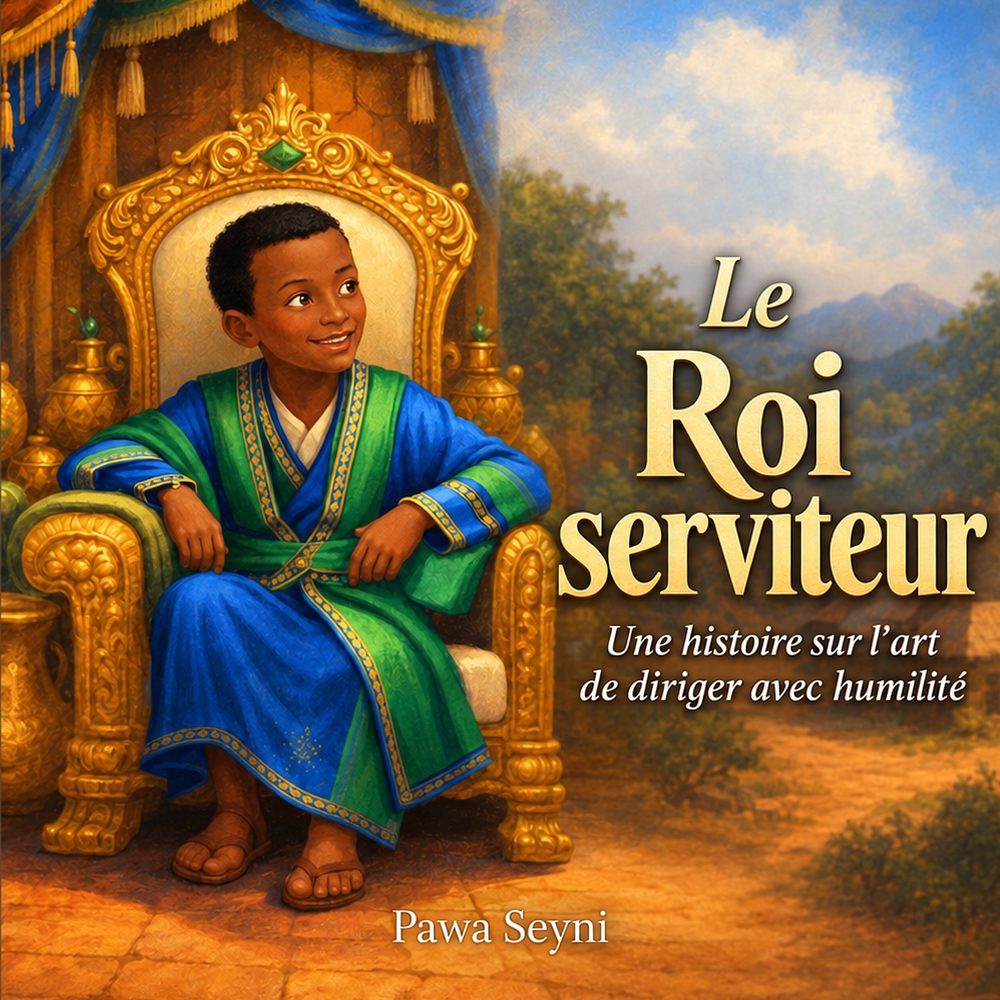 Le
Roi
serviteur
Une histoire sur l’art
de diriger avec humilité
Pawa Seyni